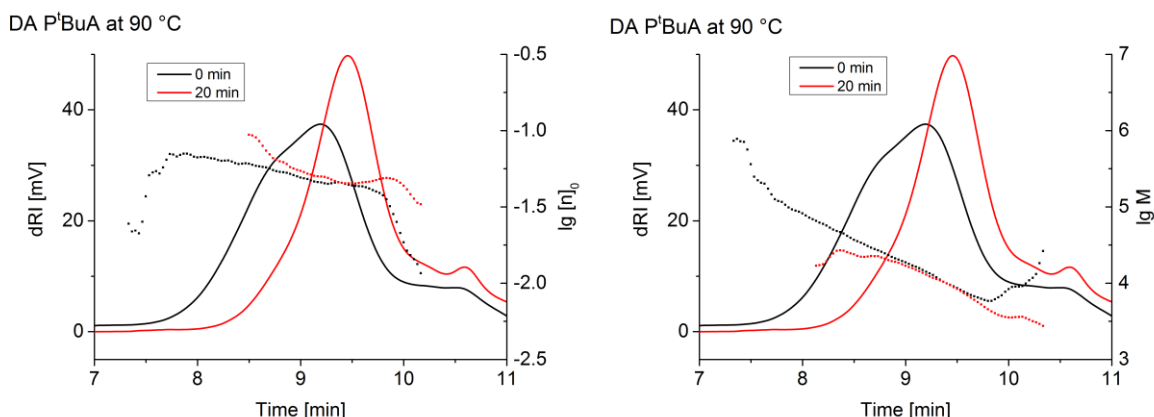 DA PᵗBuA at 90 °C
0 min
20 min
dRI [mV]
40
20
0
-0.5
-1.0
-1.5
-2.0
-2.5
lg [n]₀
7 8 9 10 11
Time [min]
DA PᵗBuA at 90 °C
0 min
20 min
dRI [mV]
40
20
0
7
6
5
4
3
lg M
7 8 9 10 11
Time [min]